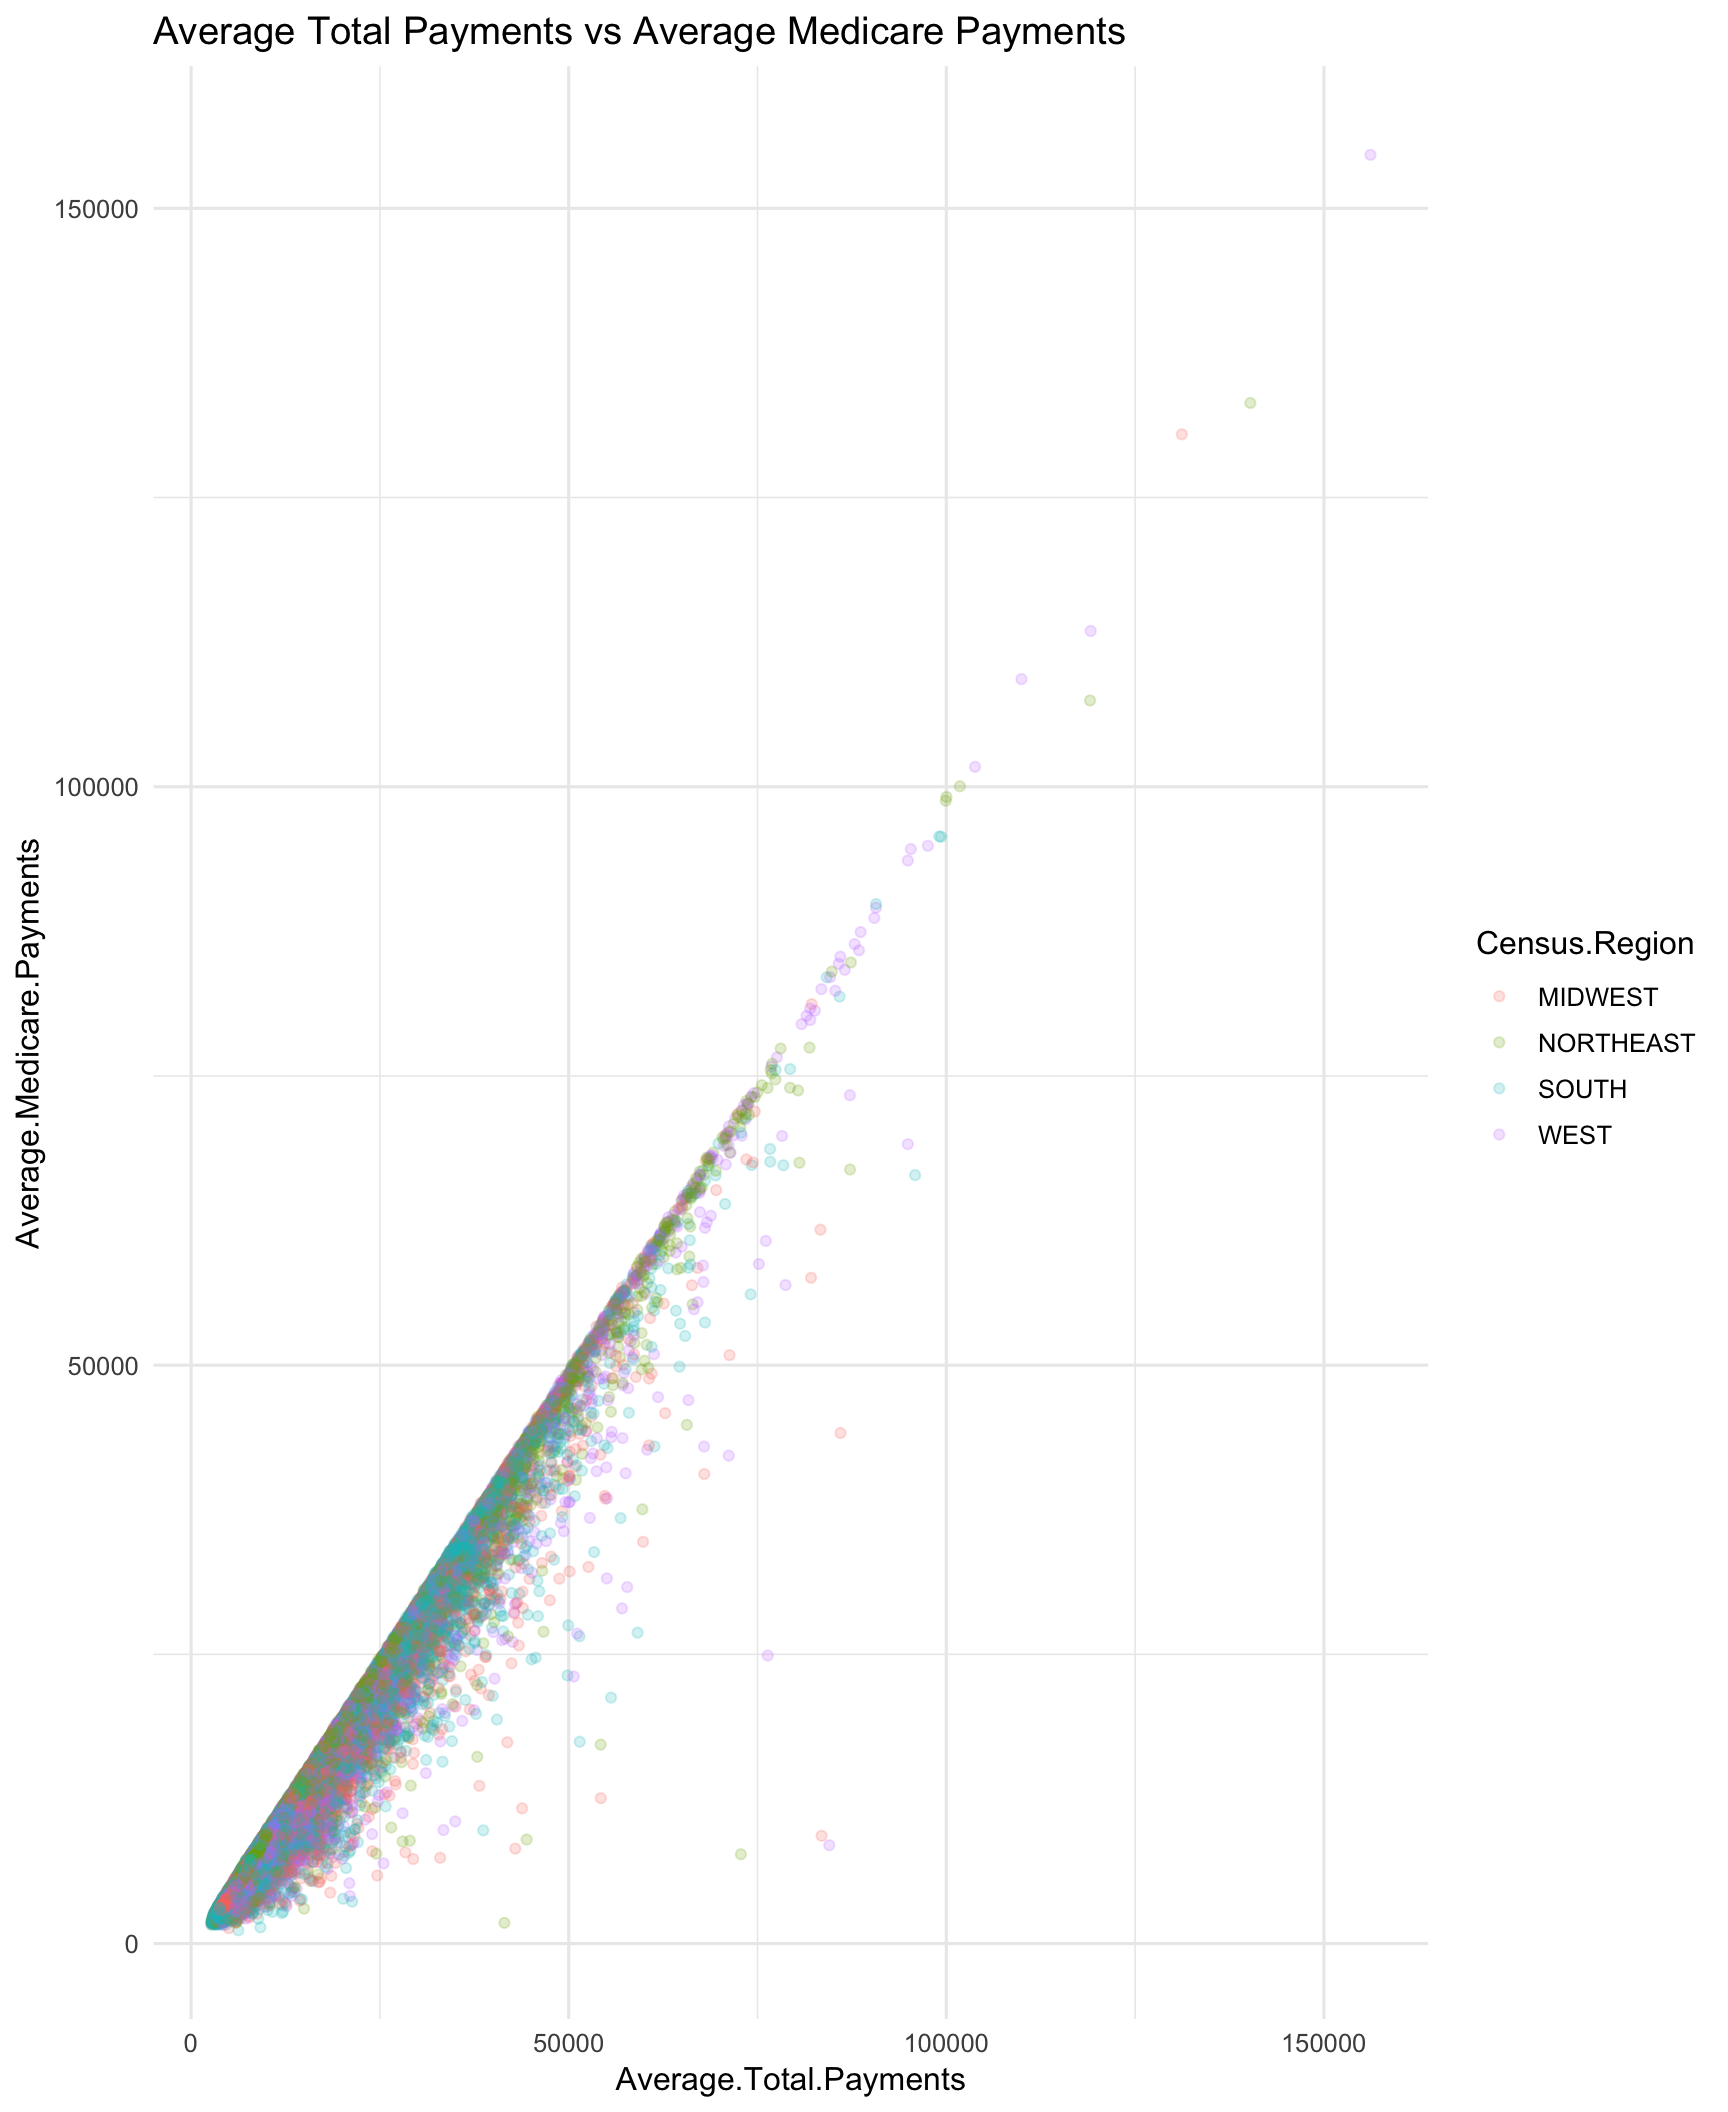 Average Total Payments vs Average Medicare Payments
150000
100000
50000
0
Average.Medicare.Payments
0 50000 100000 150000
Average.Total.Payments
Census.Region
MIDWEST
NORTHEAST
SOUTH
WEST